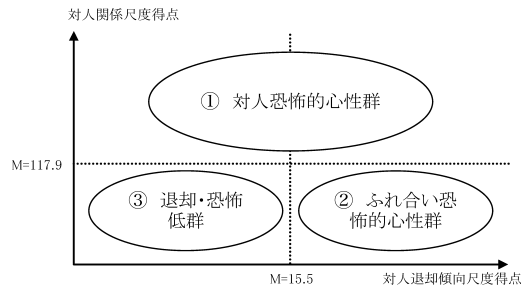 対人関係尺度得点
① 対人恐怖的心性群
M=117.9
③ 退却・恐怖
低群
② ふれ合い恐
怖的心性群
M=15.5
対人退却傾向尺度得点